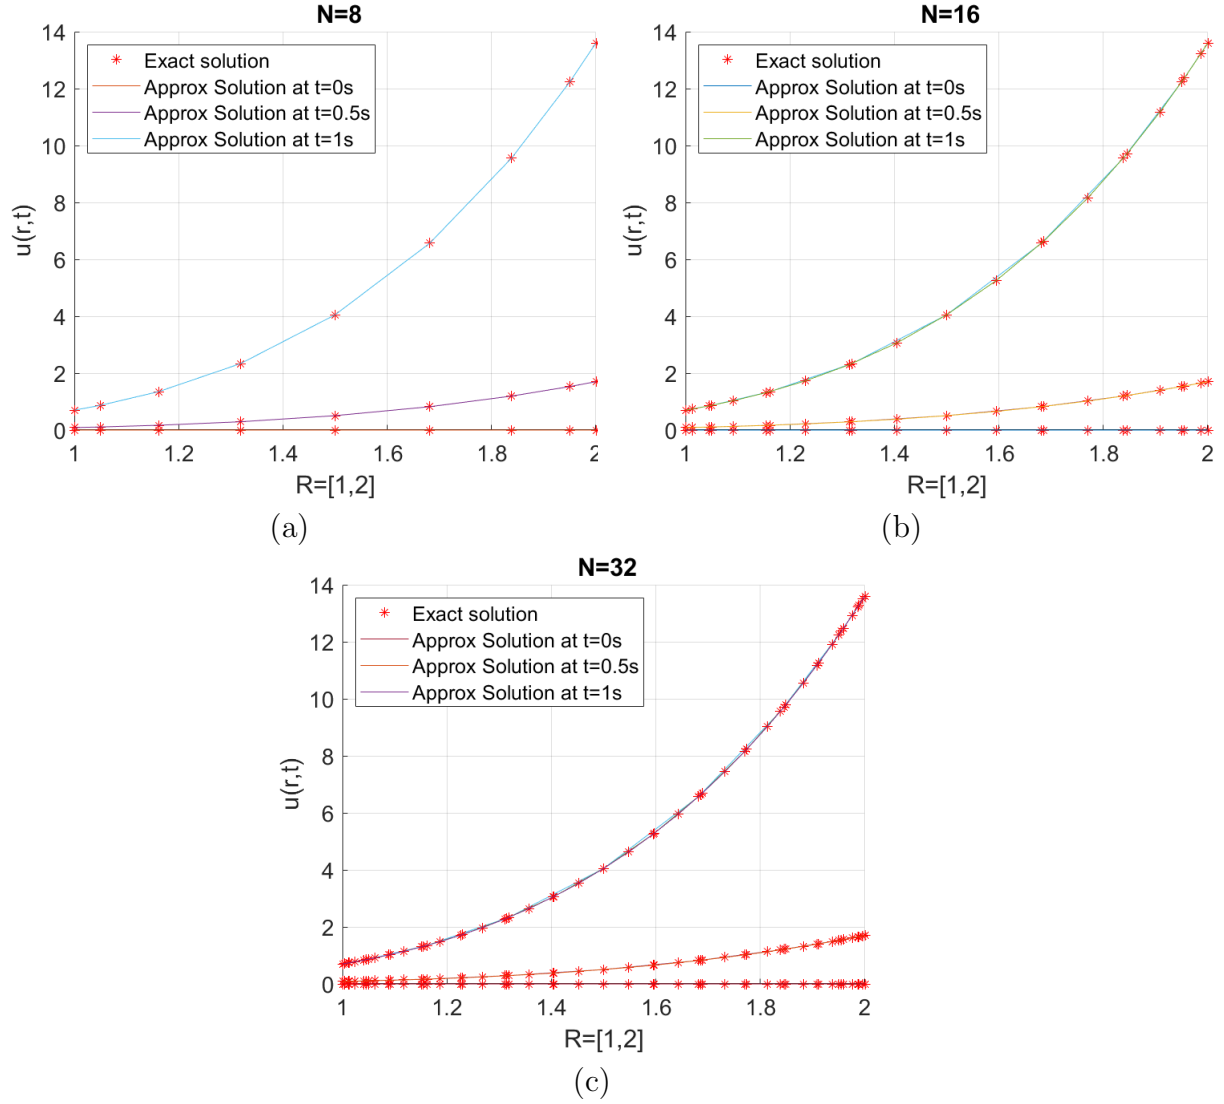 N=8
14
12
10
8
6
4
2
0
u(r,t)
Exact solution
Approx Solution at t=0s
Approx Solution at t=0.5s
Approx Solution at t=1s
1 1.2 1.4 1.6 1.8 2
R=[1,2]
(a)
N=16
14
12
10
8
6
4
2
0
u(r,t)
Exact solution
Approx Solution at t=0s
Approx Solution at t=0.5s
Approx Solution at t=1s
1 1.2 1.4 1.6 1.8 2
R=[1,2]
(b)
N=32
14
12
10
8
6
4
2
0
u(r,t)
Exact solution
Approx Solution at t=0s
Approx Solution at t=0.5s
Approx Solution at t=1s
1 1.2 1.4 1.6 1.8 2
R=[1,2]
(c)